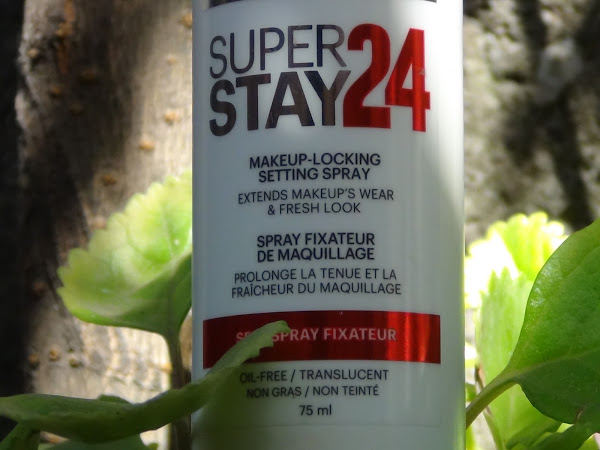 SUPER
STAY24
MAKEUP-LOCKING
SETTING SPRAY
EXTENDS MAKEUP'S WEAR
& FRESH LOOK
SPRAY FIXATEUR
DE MAQUILLAGE
PROLONGE LA TENUE ET LA
FRAÎCHEUR DU MAQUILLAGE
SPRAY FIXATEUR
OIL-FREE / TRANSLUCENT
NON GRAS / NON TEINTÉ
75 ml